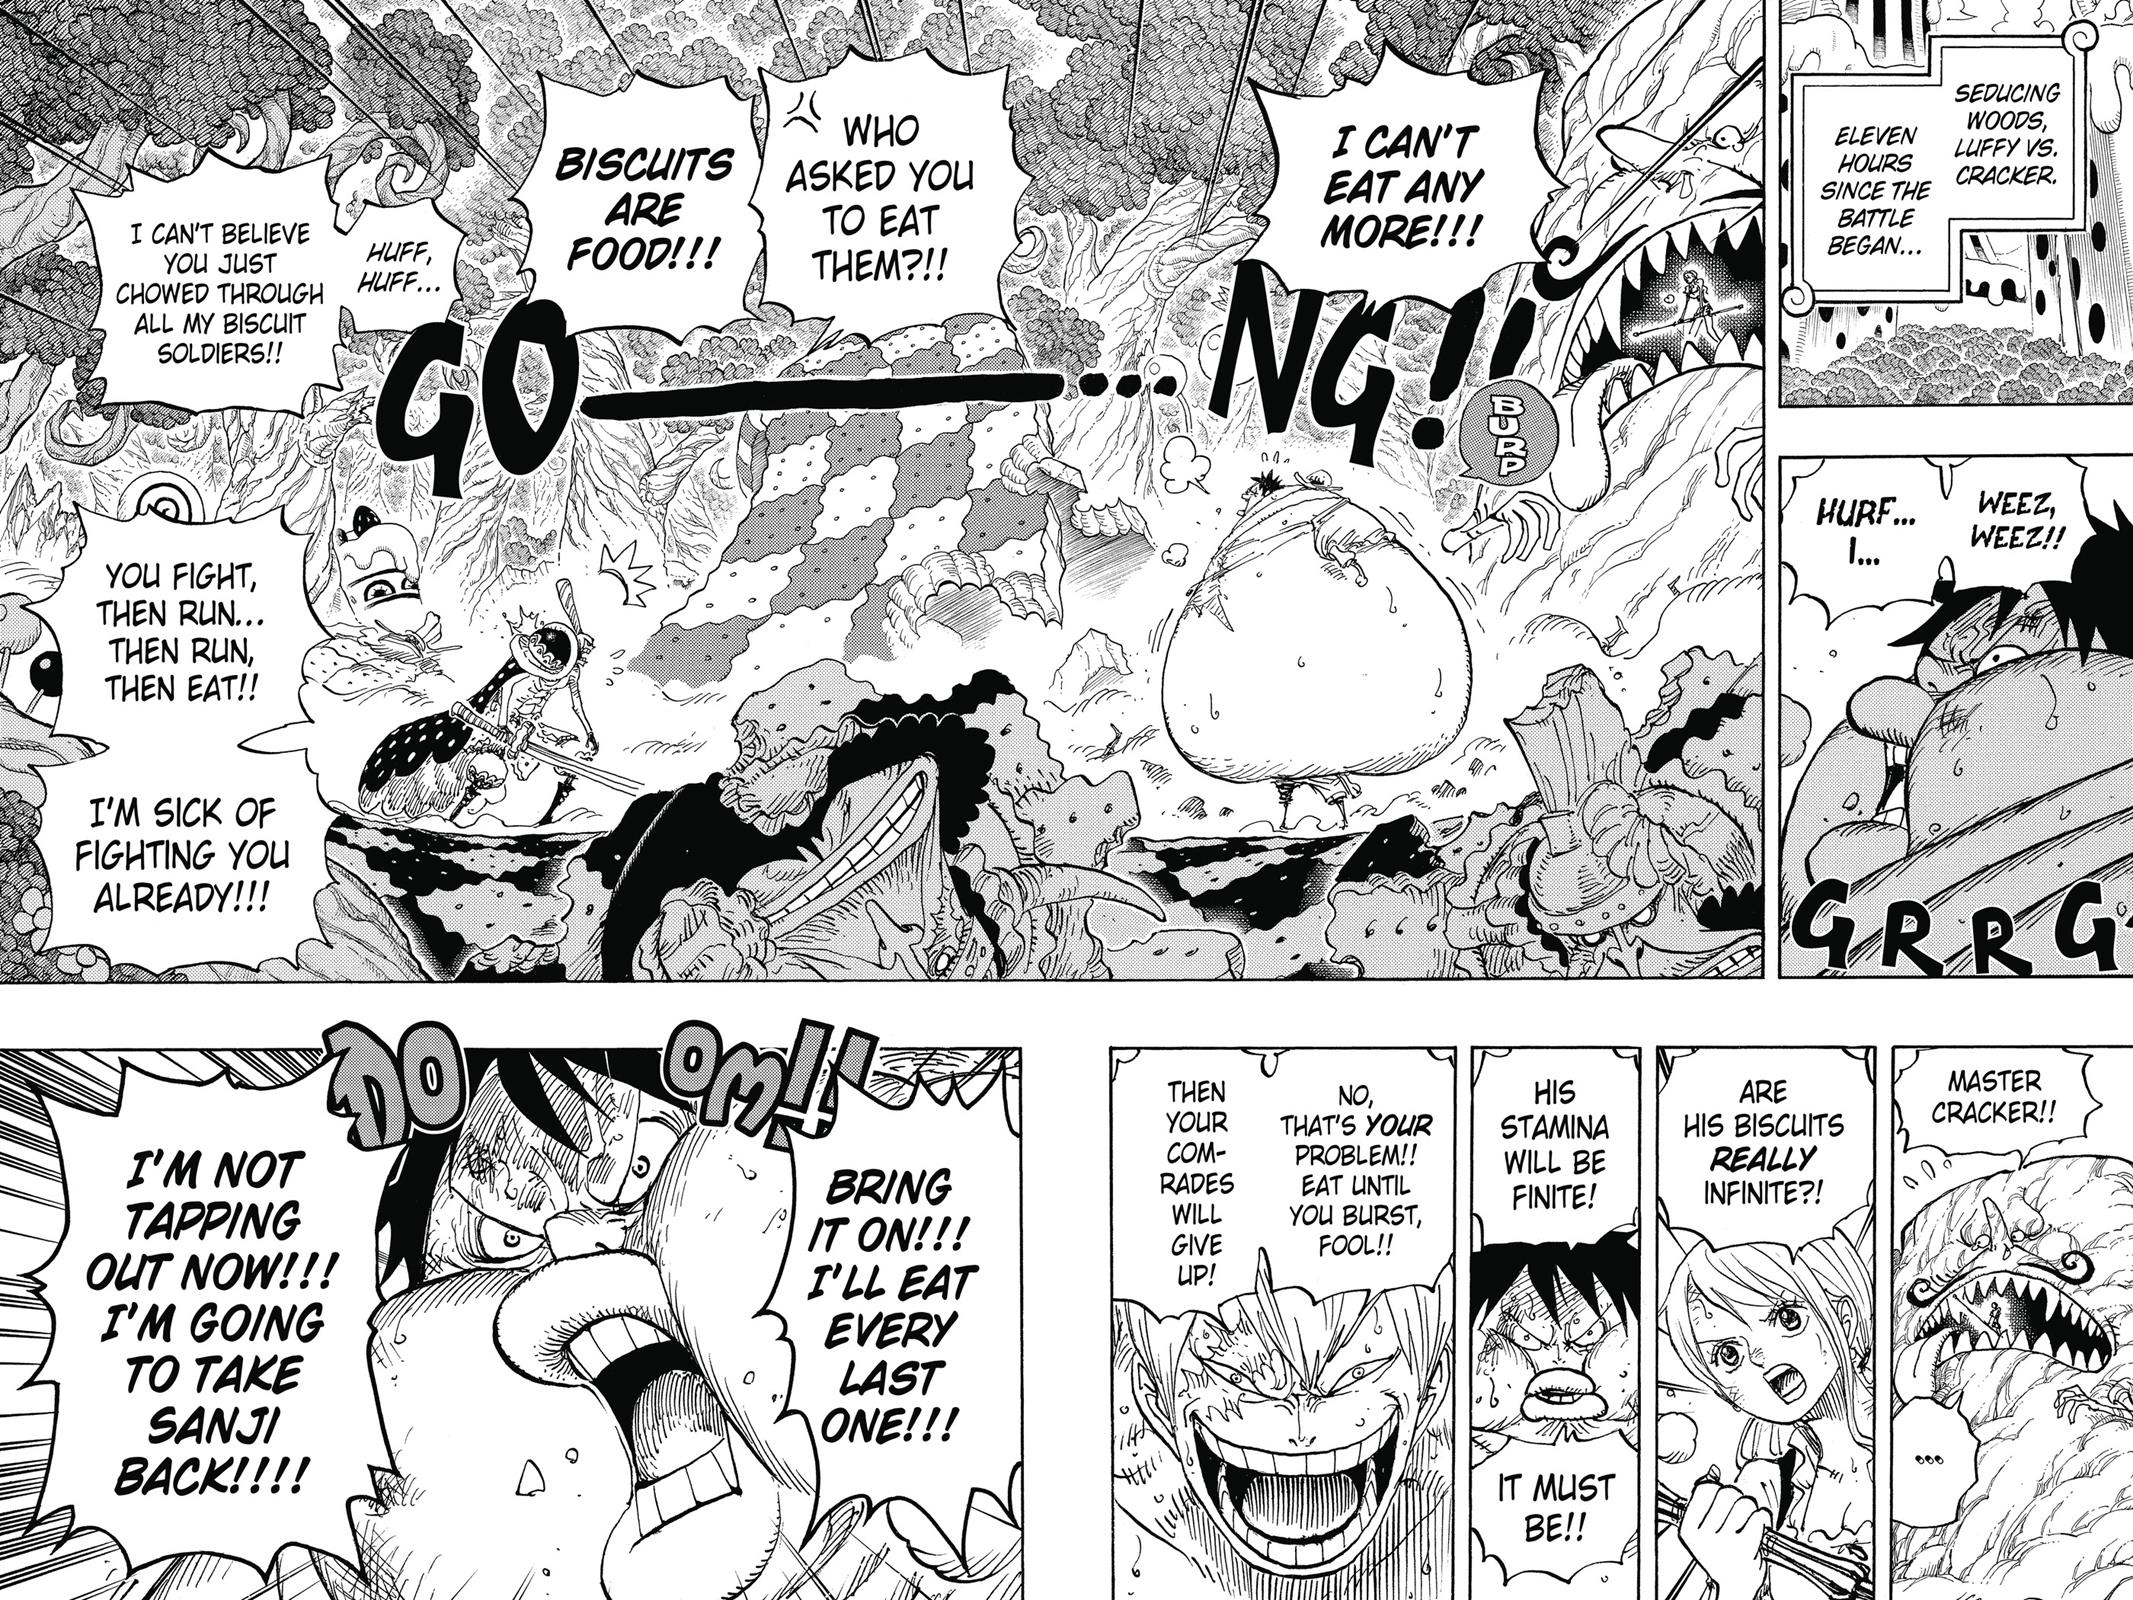 SEDUCING
WOODS,
LUFFY VS.
CRACKER.
ELEVEN
HOURS
SINCE THE
BATTLE
BEGAN...
WEEZ,
WEEZ!!
HURF...
I...
GRRG
I CAN'T
EAT ANY
MORE!!!
BURP
GO—...NG!!
WHO
ASKED YOU
TO EAT
THEM?!!
BISCUITS
ARE
FOOD!!!
HUFF,
HUFF...
I CAN'T BELIEVE
YOU JUST
CHOWED THROUGH
ALL MY BISCUIT
SOLDIERS!!
YOU FIGHT,
THEN RUN...
THEN RUN,
THEN EAT!!
I'M SICK OF
FIGHTING YOU
ALREADY!!!
MASTER
CRACKER!!
...
ARE
HIS BISCUITS
REALLY
INFINITE?!
HIS
STAMINA
WILL BE
FINITE!
IT MUST
BE!!
NO,
THAT'S YOUR
PROBLEM!!
EAT UNTIL
YOU BURST,
FOOL!!
THEN
YOUR
COM-
RADES
WILL
GIVE
UP!
DOOM!!
BRING
IT ON!!!
I'LL EAT
EVERY
LAST
ONE!!!
I'M NOT
TAPPING
OUT NOW!!!
I'M GOING
TO TAKE
SANJI
BACK!!!!